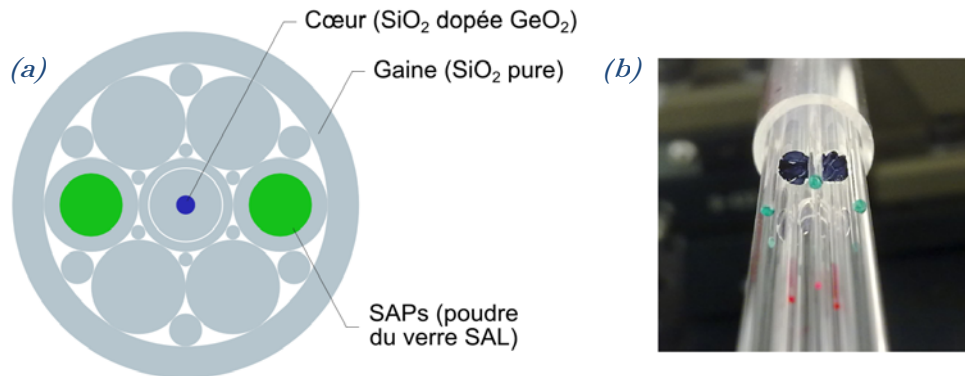 (a)
Cœur (SiO₂ dopée GeO₂)
Gaine (SiO₂ pure)
(b)
SAPs (poudre
du verre SAL)